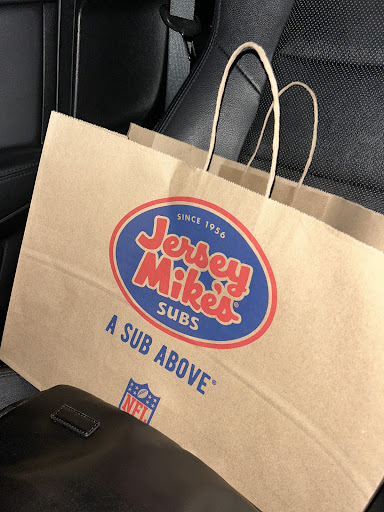 SINCE 1956
Jersey
Mike's®
SUBS
A SUB ABOVE®
NFL